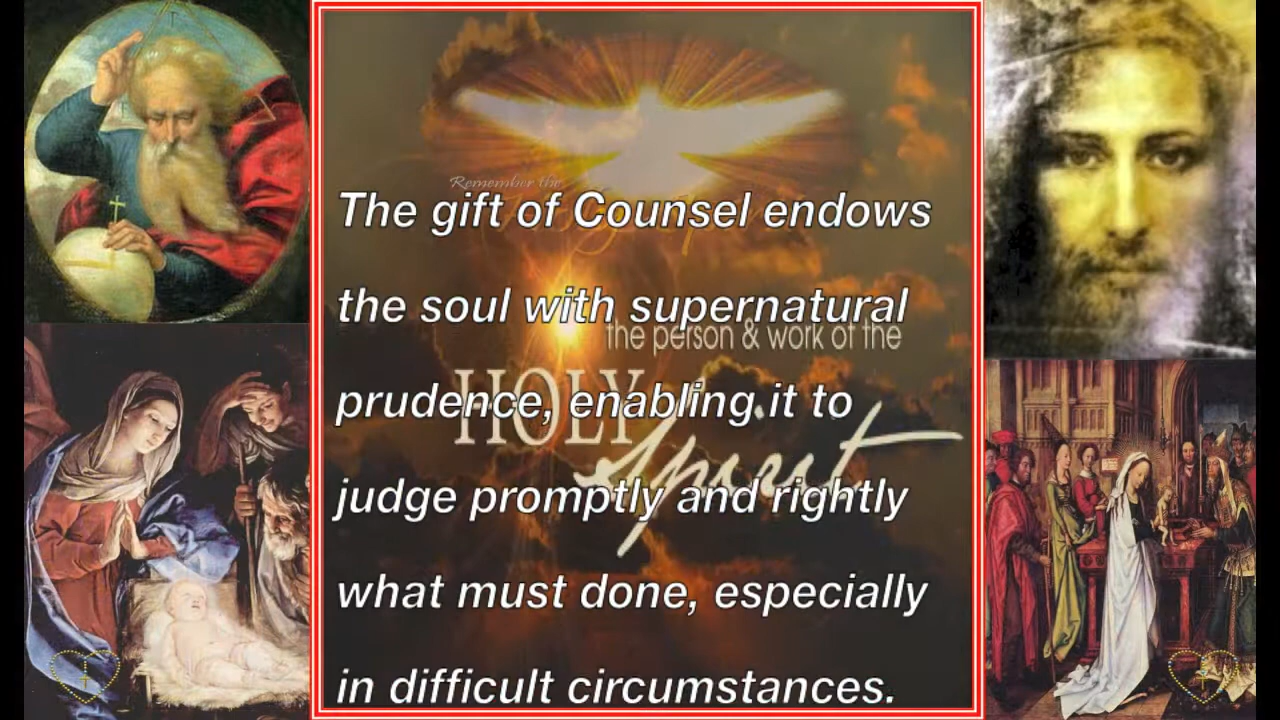 Remember the
The gift of Counsel endows
the soul with supernatural
the person & work of the
prudence, enabling it to
HOLY
Spirit
judge promptly and rightly
what must done, especially
in difficult circumstances.